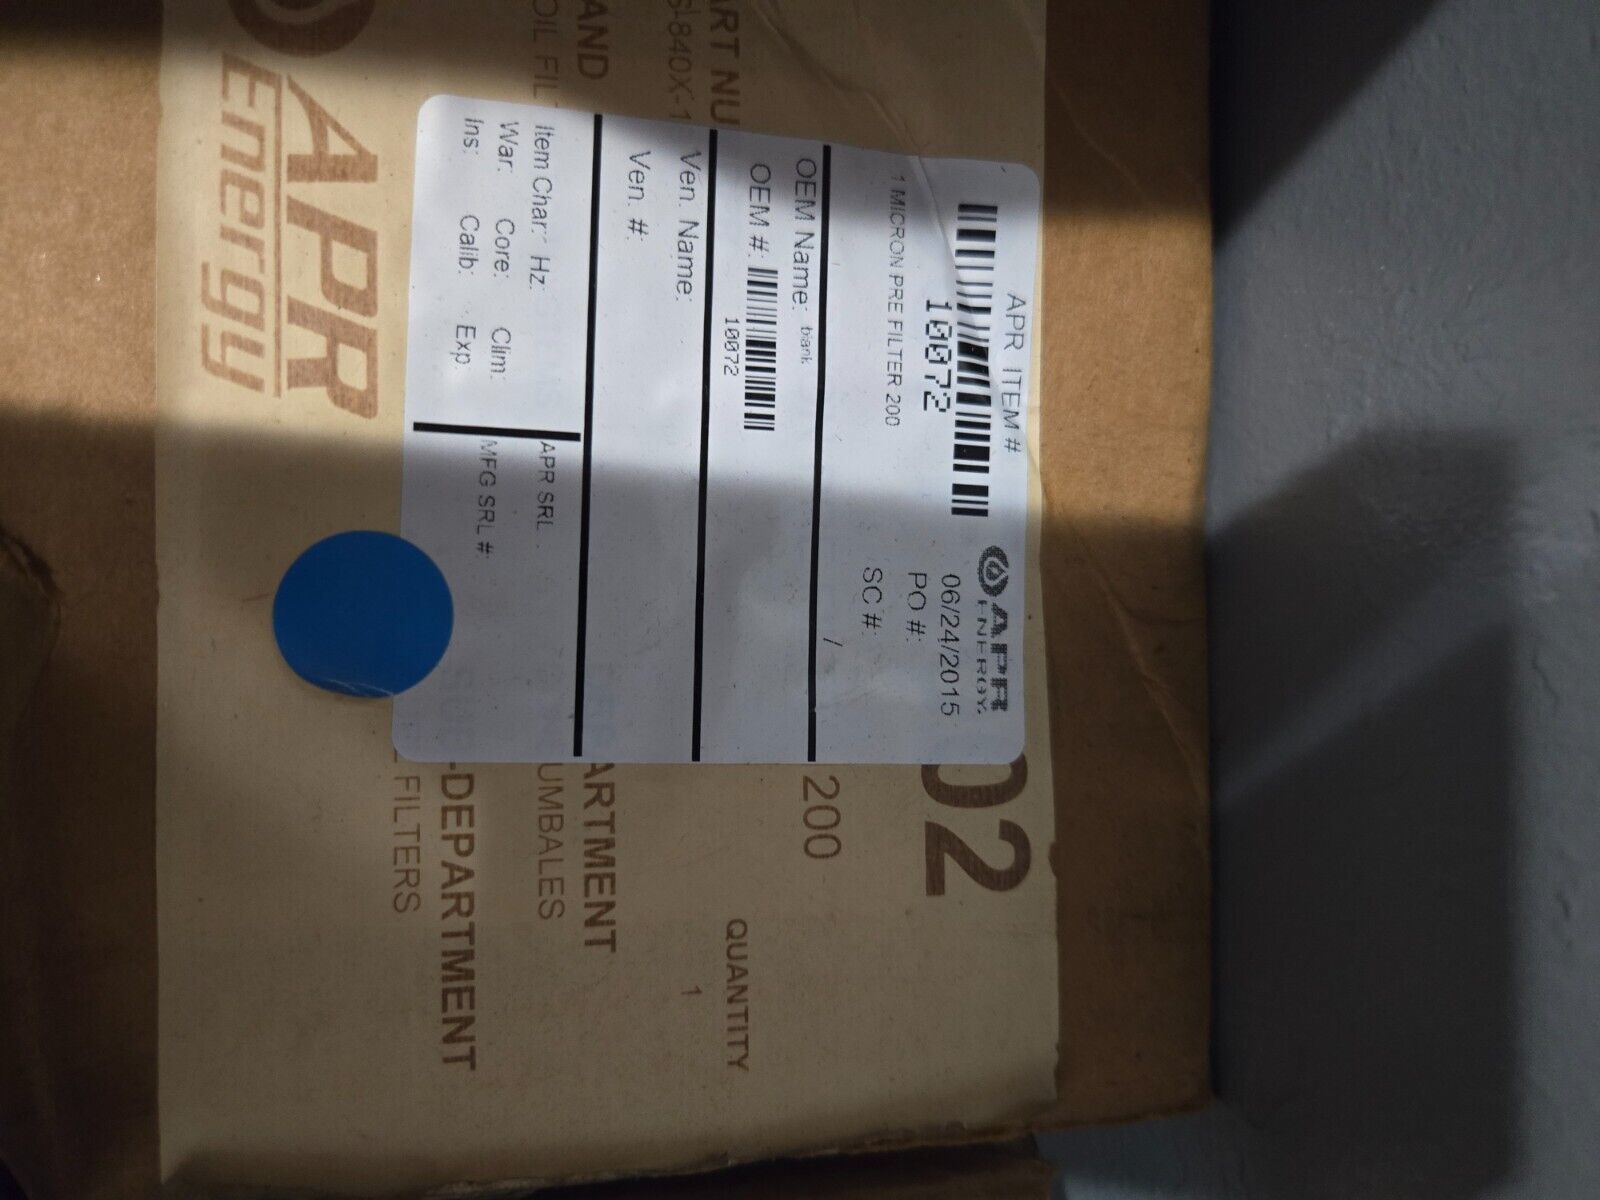 APR ITEM #
10072
1 MICRON PRE FILTER 200
APR
ENERGY.
06/24/2015
PO #:
SC #:
/
OEM Name: blank
OEM #:
10072
Ven. Name:
Ven. #:
Item Char: Hz:
War: Core: Clim:
Ins: Calib: Exp
APR SRL
MFG SRL #:
02
200
ART NU
S-840X-1
QUANTITY
1
AND
OIL FIL
ARTMENT
UMBALES
-DEPARTMENT
FILTERS
APR
Energy